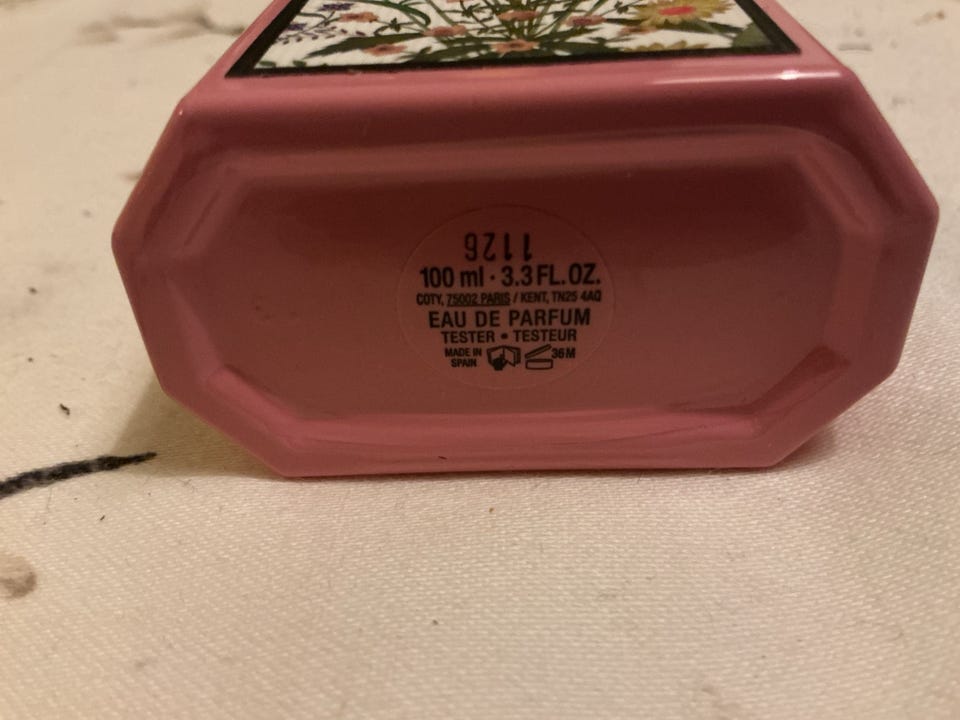 1126
100 ml · 3.3 FL. OZ.
COTY, 75002 PARIS / KENT, TN25 4AQ
EAU DE PARFUM
TESTER • TESTEUR
MADE IN
SPAIN
36 M